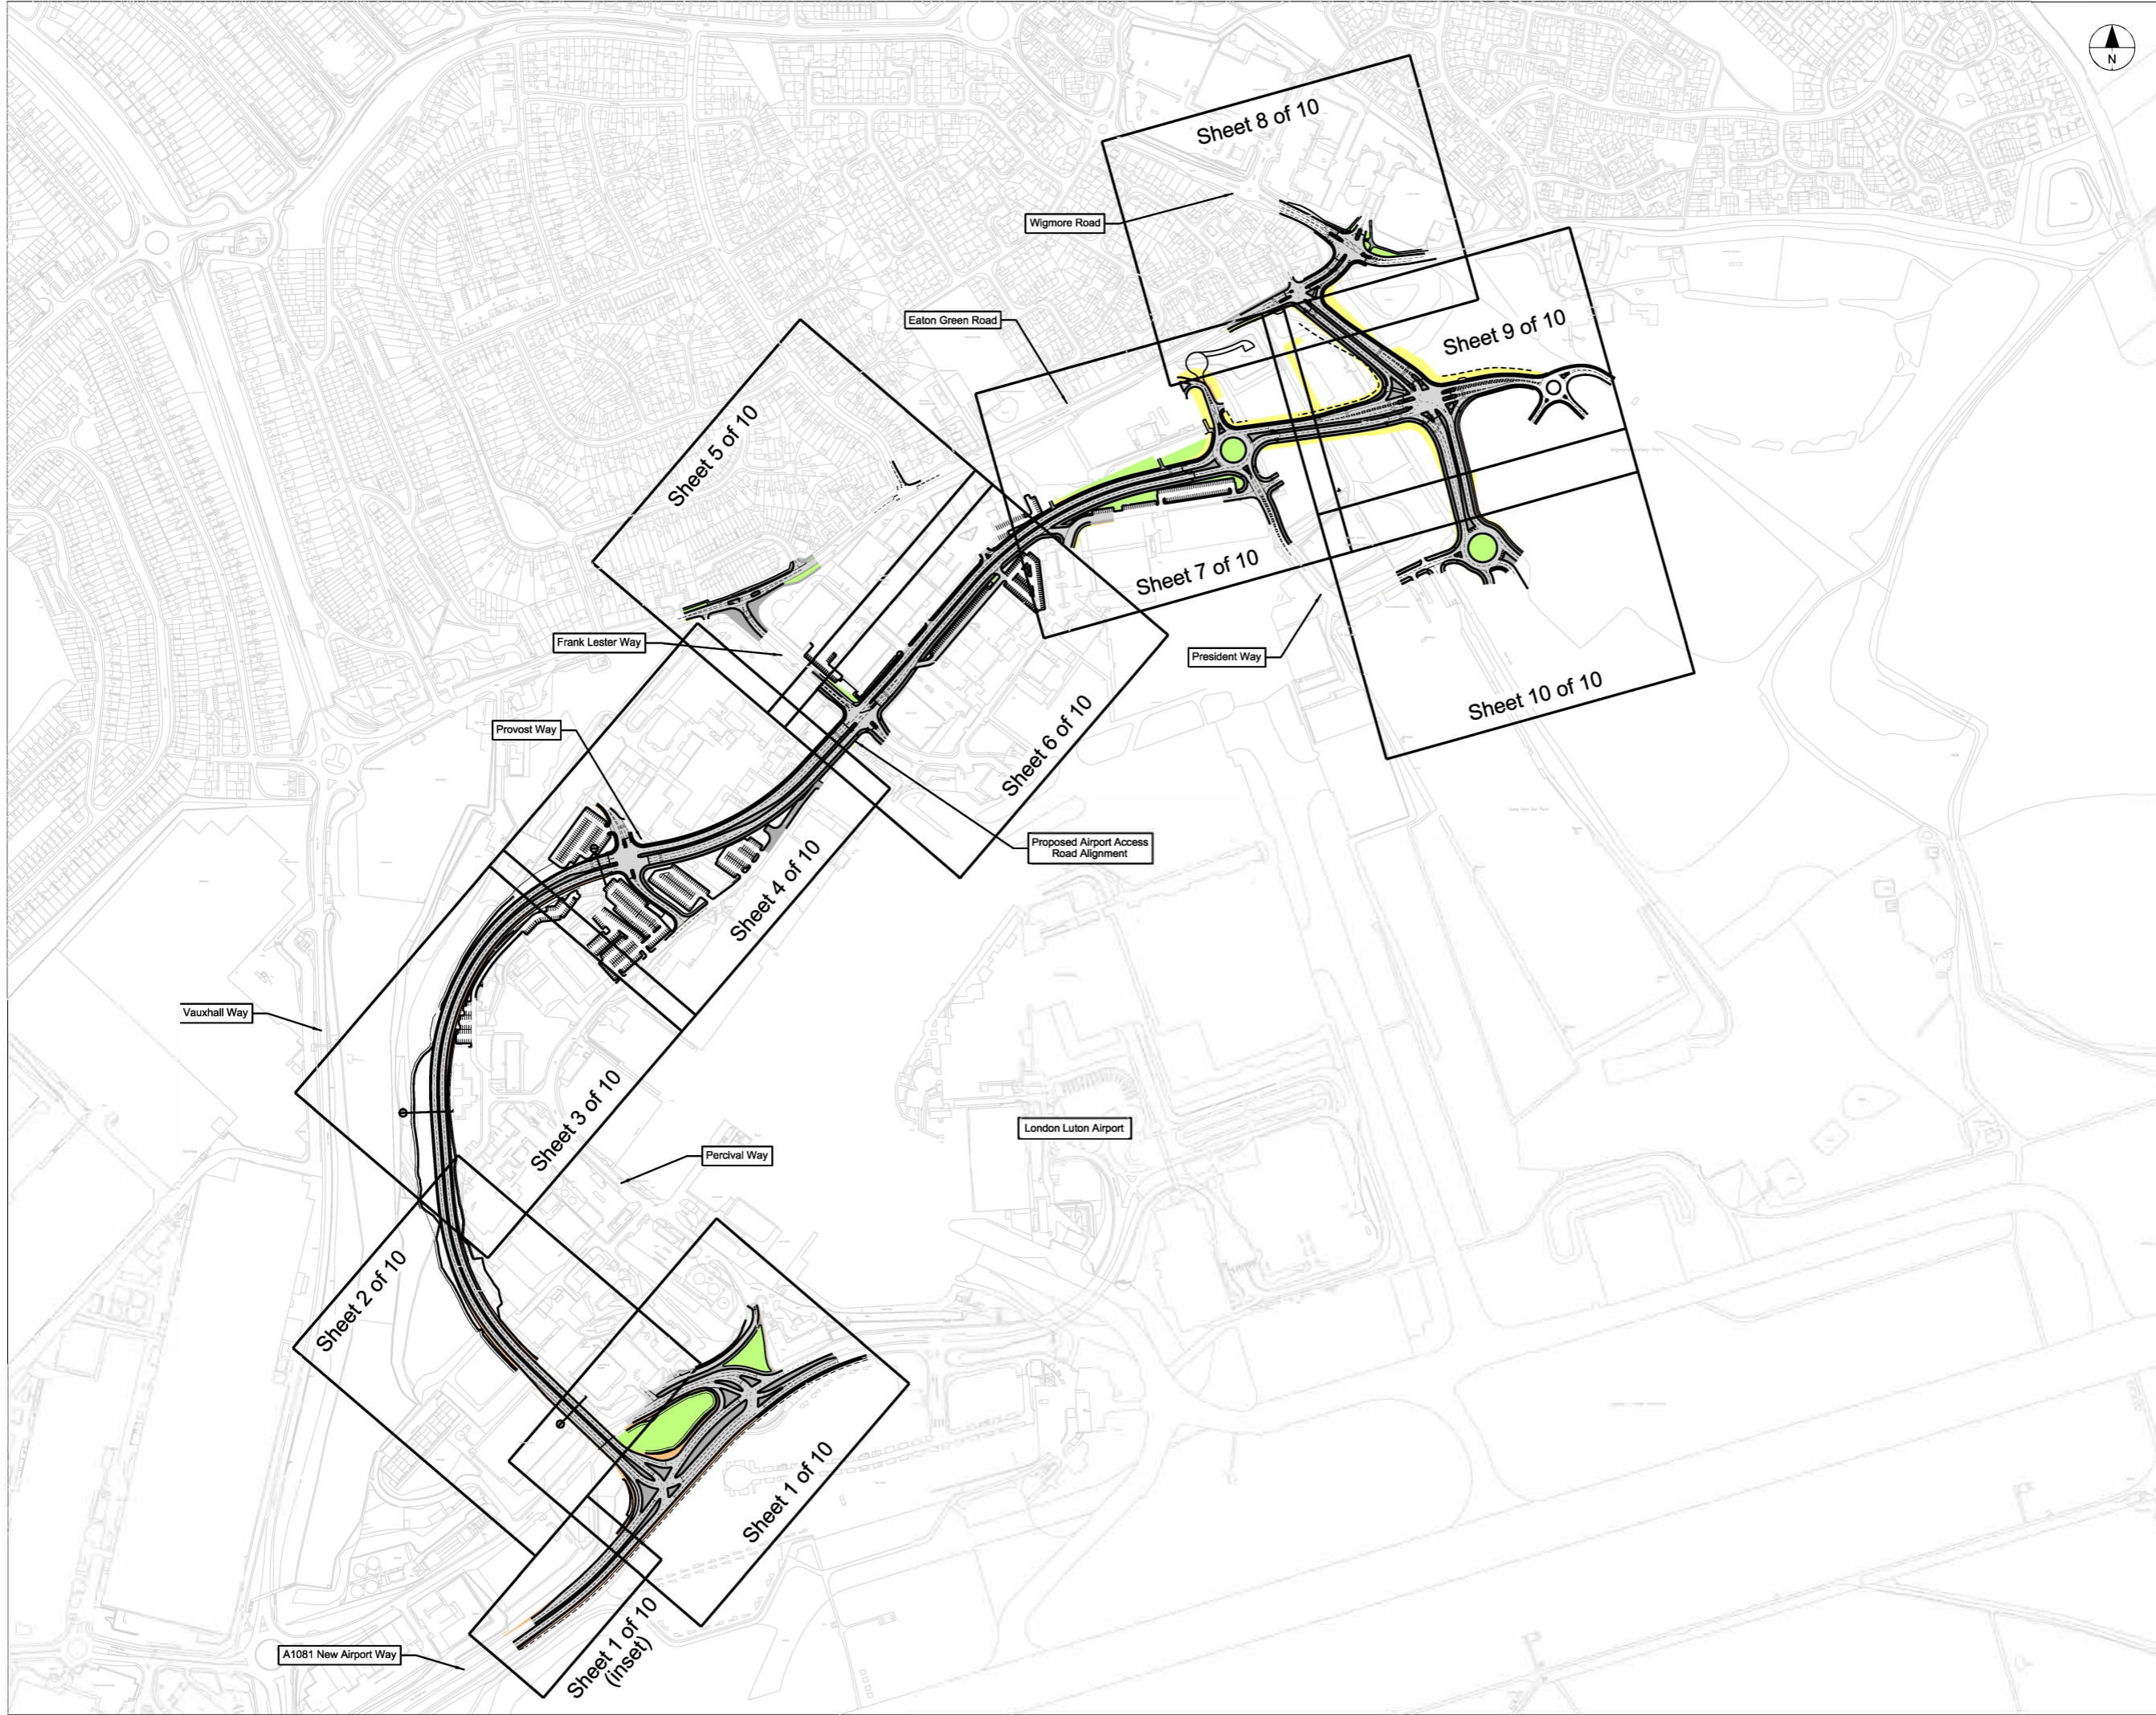 N
Sheet 8 of 10
Wigmore Road
Eaton Green Road
Sheet 9 of 10
Sheet 5 of 10
Sheet 7 of 10
Frank Lester Way
President Way
Sheet 10 of 10
Provost Way
Sheet 6 of 10
Proposed Airport Access
Road Alignment
Sheet 4 of 10
Vauxhall Way
Sheet 3 of 10
London Luton Airport
Percival Way
Sheet 2 of 10
Sheet 1 of 10
A1081 New Airport Way
Sheet 1 of 10
(inset)